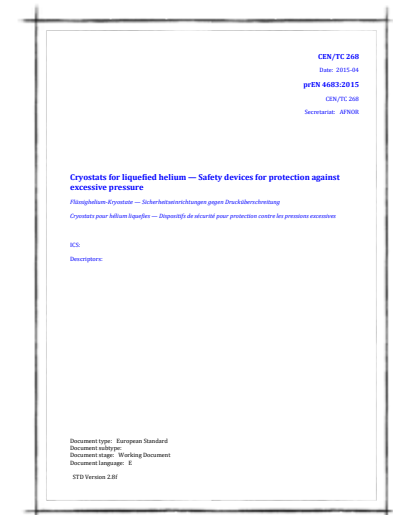 CEN/TC 268
Date: 2015-04
prEN 4683:2015
CEN/TC 268
Secretariat: AFNOR
Cryostats for liquefied helium — Safety devices for protection against
excessive pressure
Flüssighelium-Kryostate — Sicherheitseinrichtungen gegen Drucküberschreitung
Cryostats pour hélium liquefies — Dispositifs de sécurité pour protection contre les pressions excessives
ICS:
Descriptors:
Document type: European Standard
Document subtype:
Document stage: Working Document
Document language: E
STD Version 2.8f